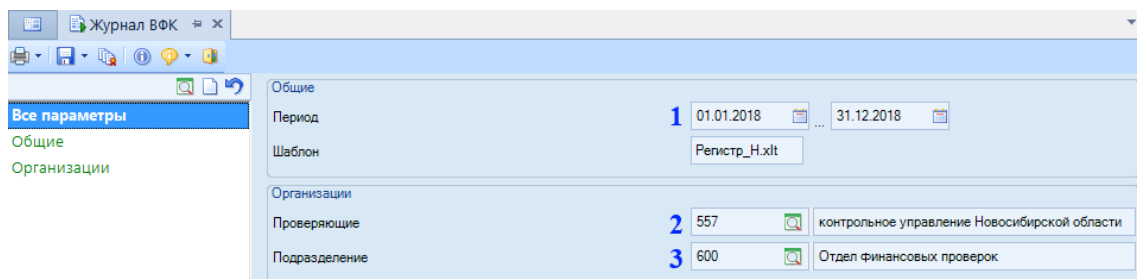 Журнал ВФК
Общие
Все параметры
Период 1 01.01.2018 ... 31.12.2018
Общие
Шаблон Регистр_Н.xlt
Организации
Организации
Проверяющие 2 557 контрольное управление Новосибирской области
Подразделение 3 600 Отдел финансовых проверок